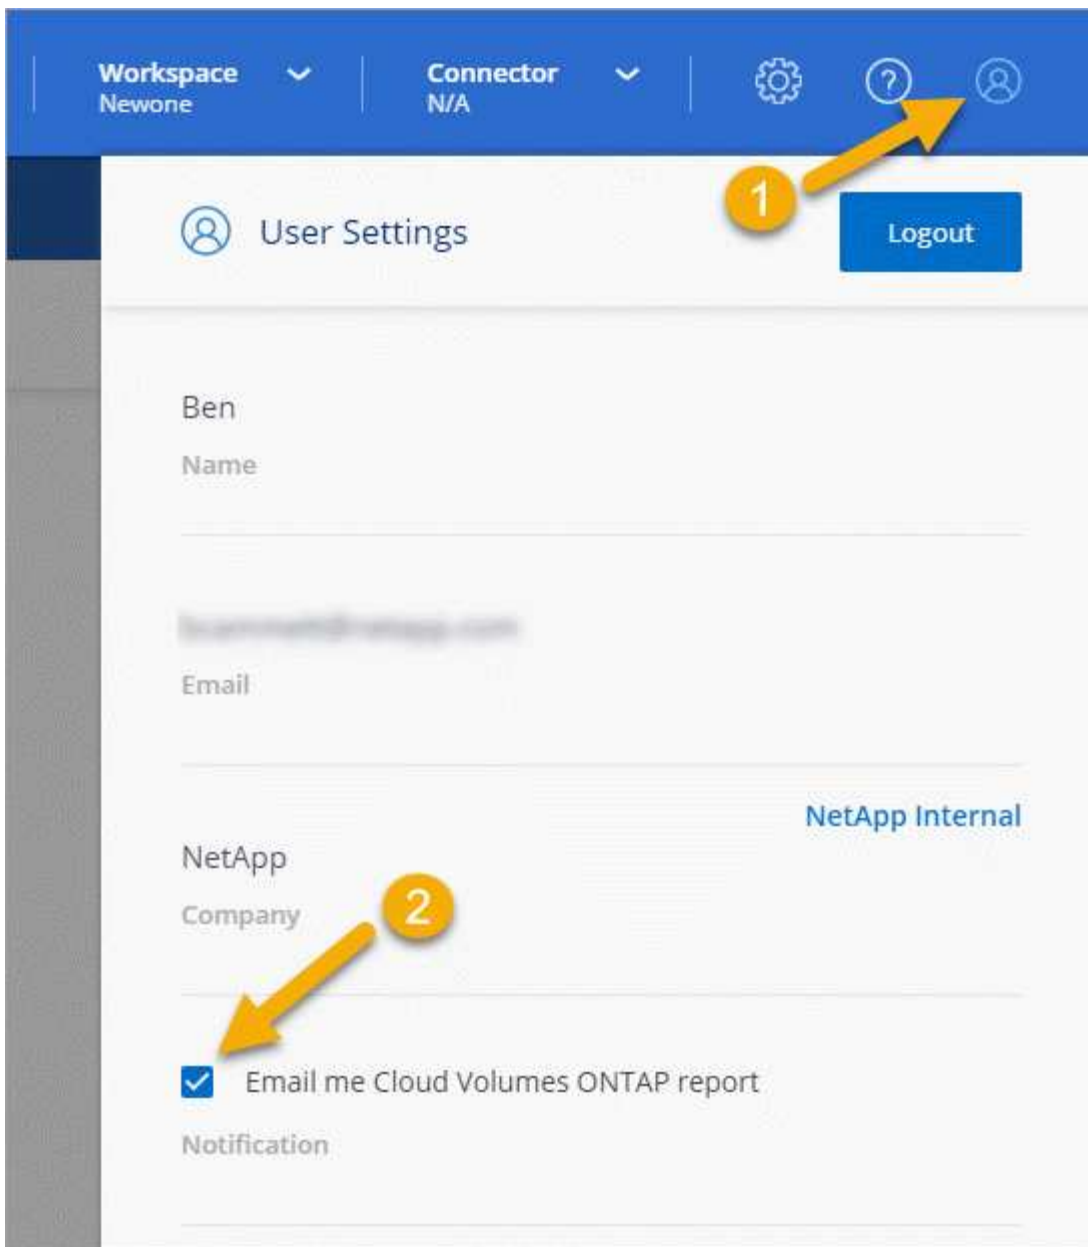 Workspace
Newone
Connector
N/A
?
1
User Settings
Logout
Ben
Name
Email
NetApp Internal
NetApp
Company
2
Email me Cloud Volumes ONTAP report
Notification